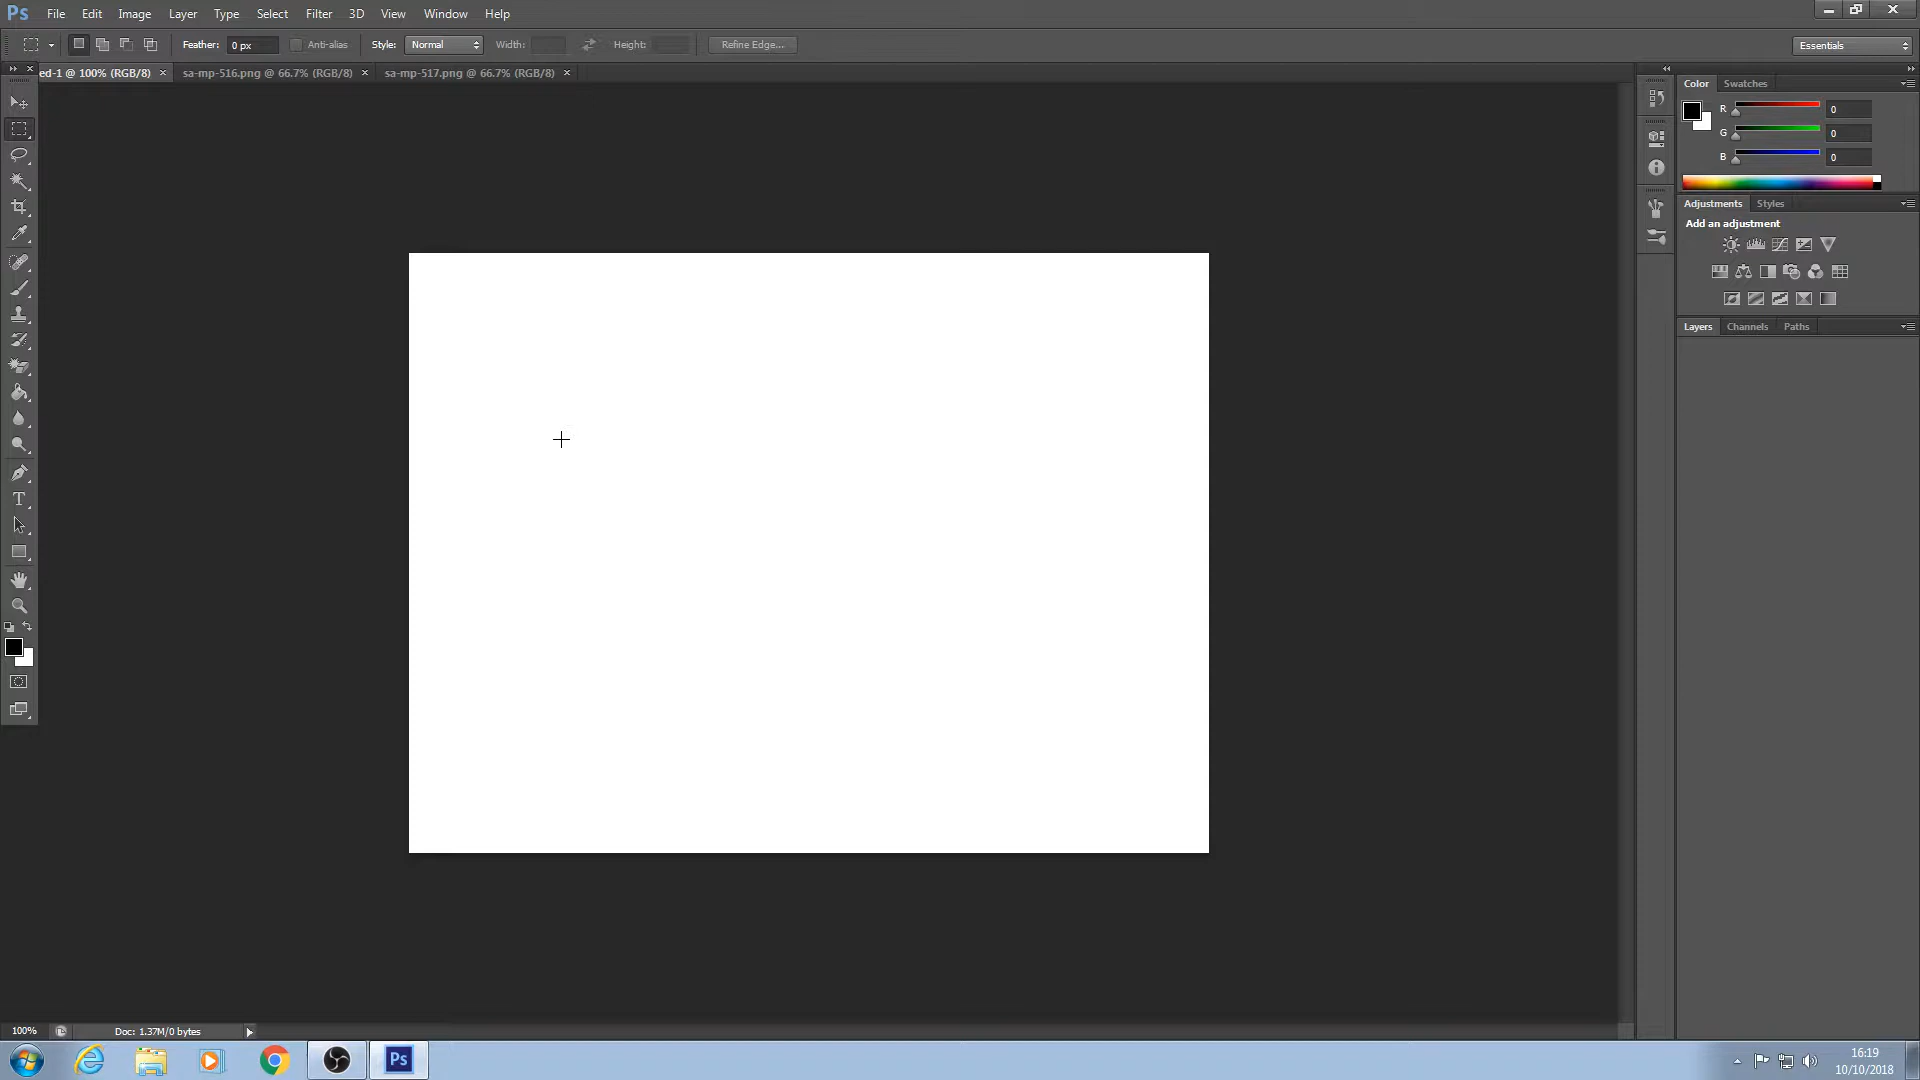 Ps File Edit Image Layer Type Select Filter 3D View Window Help
Feather: 0 px Anti-alias Style: Normal Width: Height: Refine Edge... Essentials
ed-1 @ 100% (RGB/8) × sa-mp-516.png @ 66.7% (RGB/8) × sa-mp-517.png @ 66.7% (RGB/8) ×
Color Swatches
R 0
G 0
B 0
Adjustments Styles
Add an adjustment
Layers Channels Paths
T
100% Doc: 1.37M/0 bytes
Ps
16:19
10/10/2018